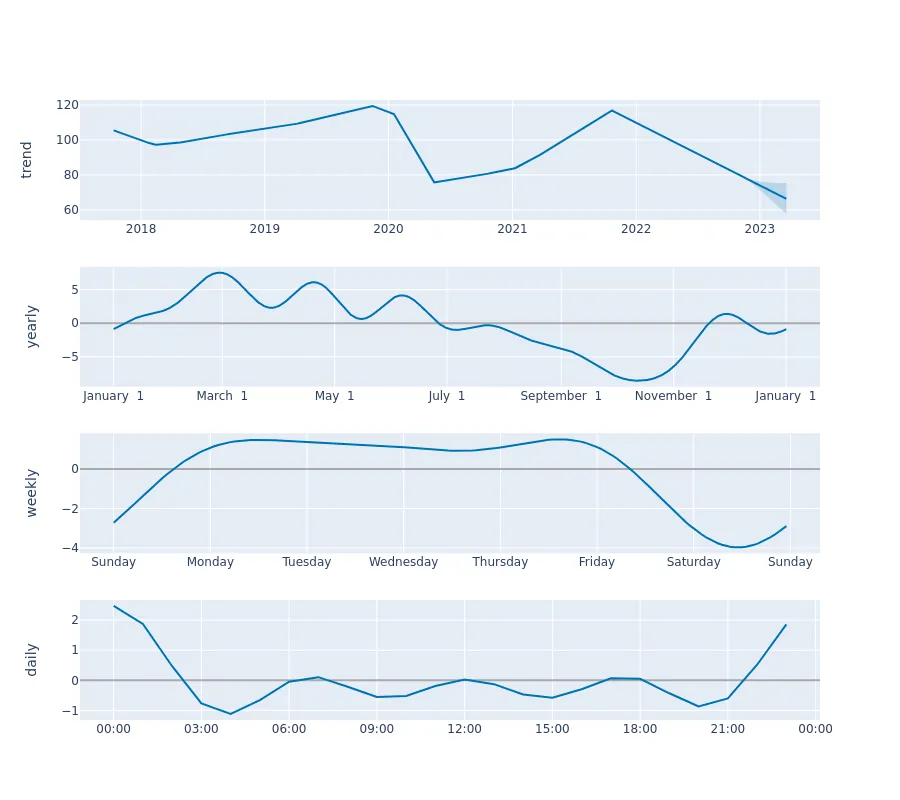 trend
120
100
80
60
2018 2019 2020 2021 2022 2023
yearly
5
0
−5
January 1 March 1 May 1 July 1 September 1 November 1 January 1
weekly
0
−2
−4
Sunday Monday Tuesday Wednesday Thursday Friday Saturday Sunday
daily
2
1
0
−1
00:00 03:00 06:00 09:00 12:00 15:00 18:00 21:00 00:00